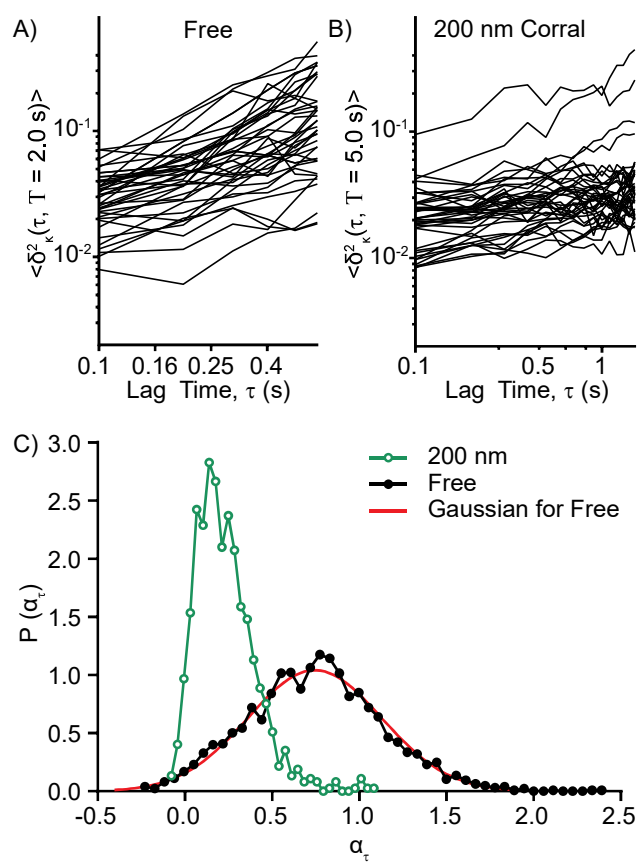 A) Free
B) 200 nm Corral
<δ²κ(τ, T = 2.0 s)>
10⁻¹
10⁻²
0.1 0.16 0.25 0.4
Lag Time, τ (s)
<δ²κ(τ, T = 5.0 s)>
10⁻¹
10⁻²
0.1 0.5 1
Lag Time, τ (s)
C)
200 nm
Free
Gaussian for Free
P (ατ)
3.0
2.5
2.0
1.5
1.0
0.5
0.0
-0.5 0.0 0.5 1.0 1.5 2.0 2.5
ατ